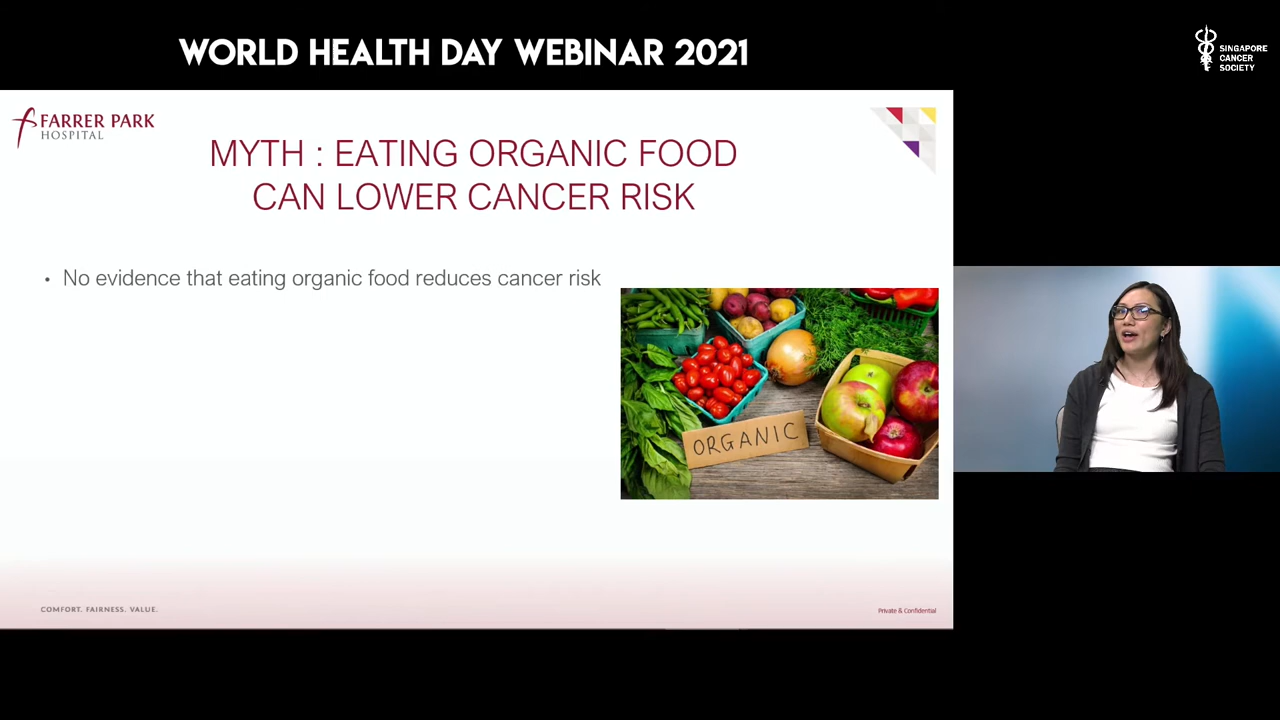 WORLD HEALTH DAY WEBINAR 2021
SINGAPORE
CANCER
SOCIETY
FARRER PARK
HOSPITAL
MYTH : EATING ORGANIC FOOD
CAN LOWER CANCER RISK
• No evidence that eating organic food reduces cancer risk
ORGANIC
COMFORT. FAIRNESS. VALUE.
Private & Confidential